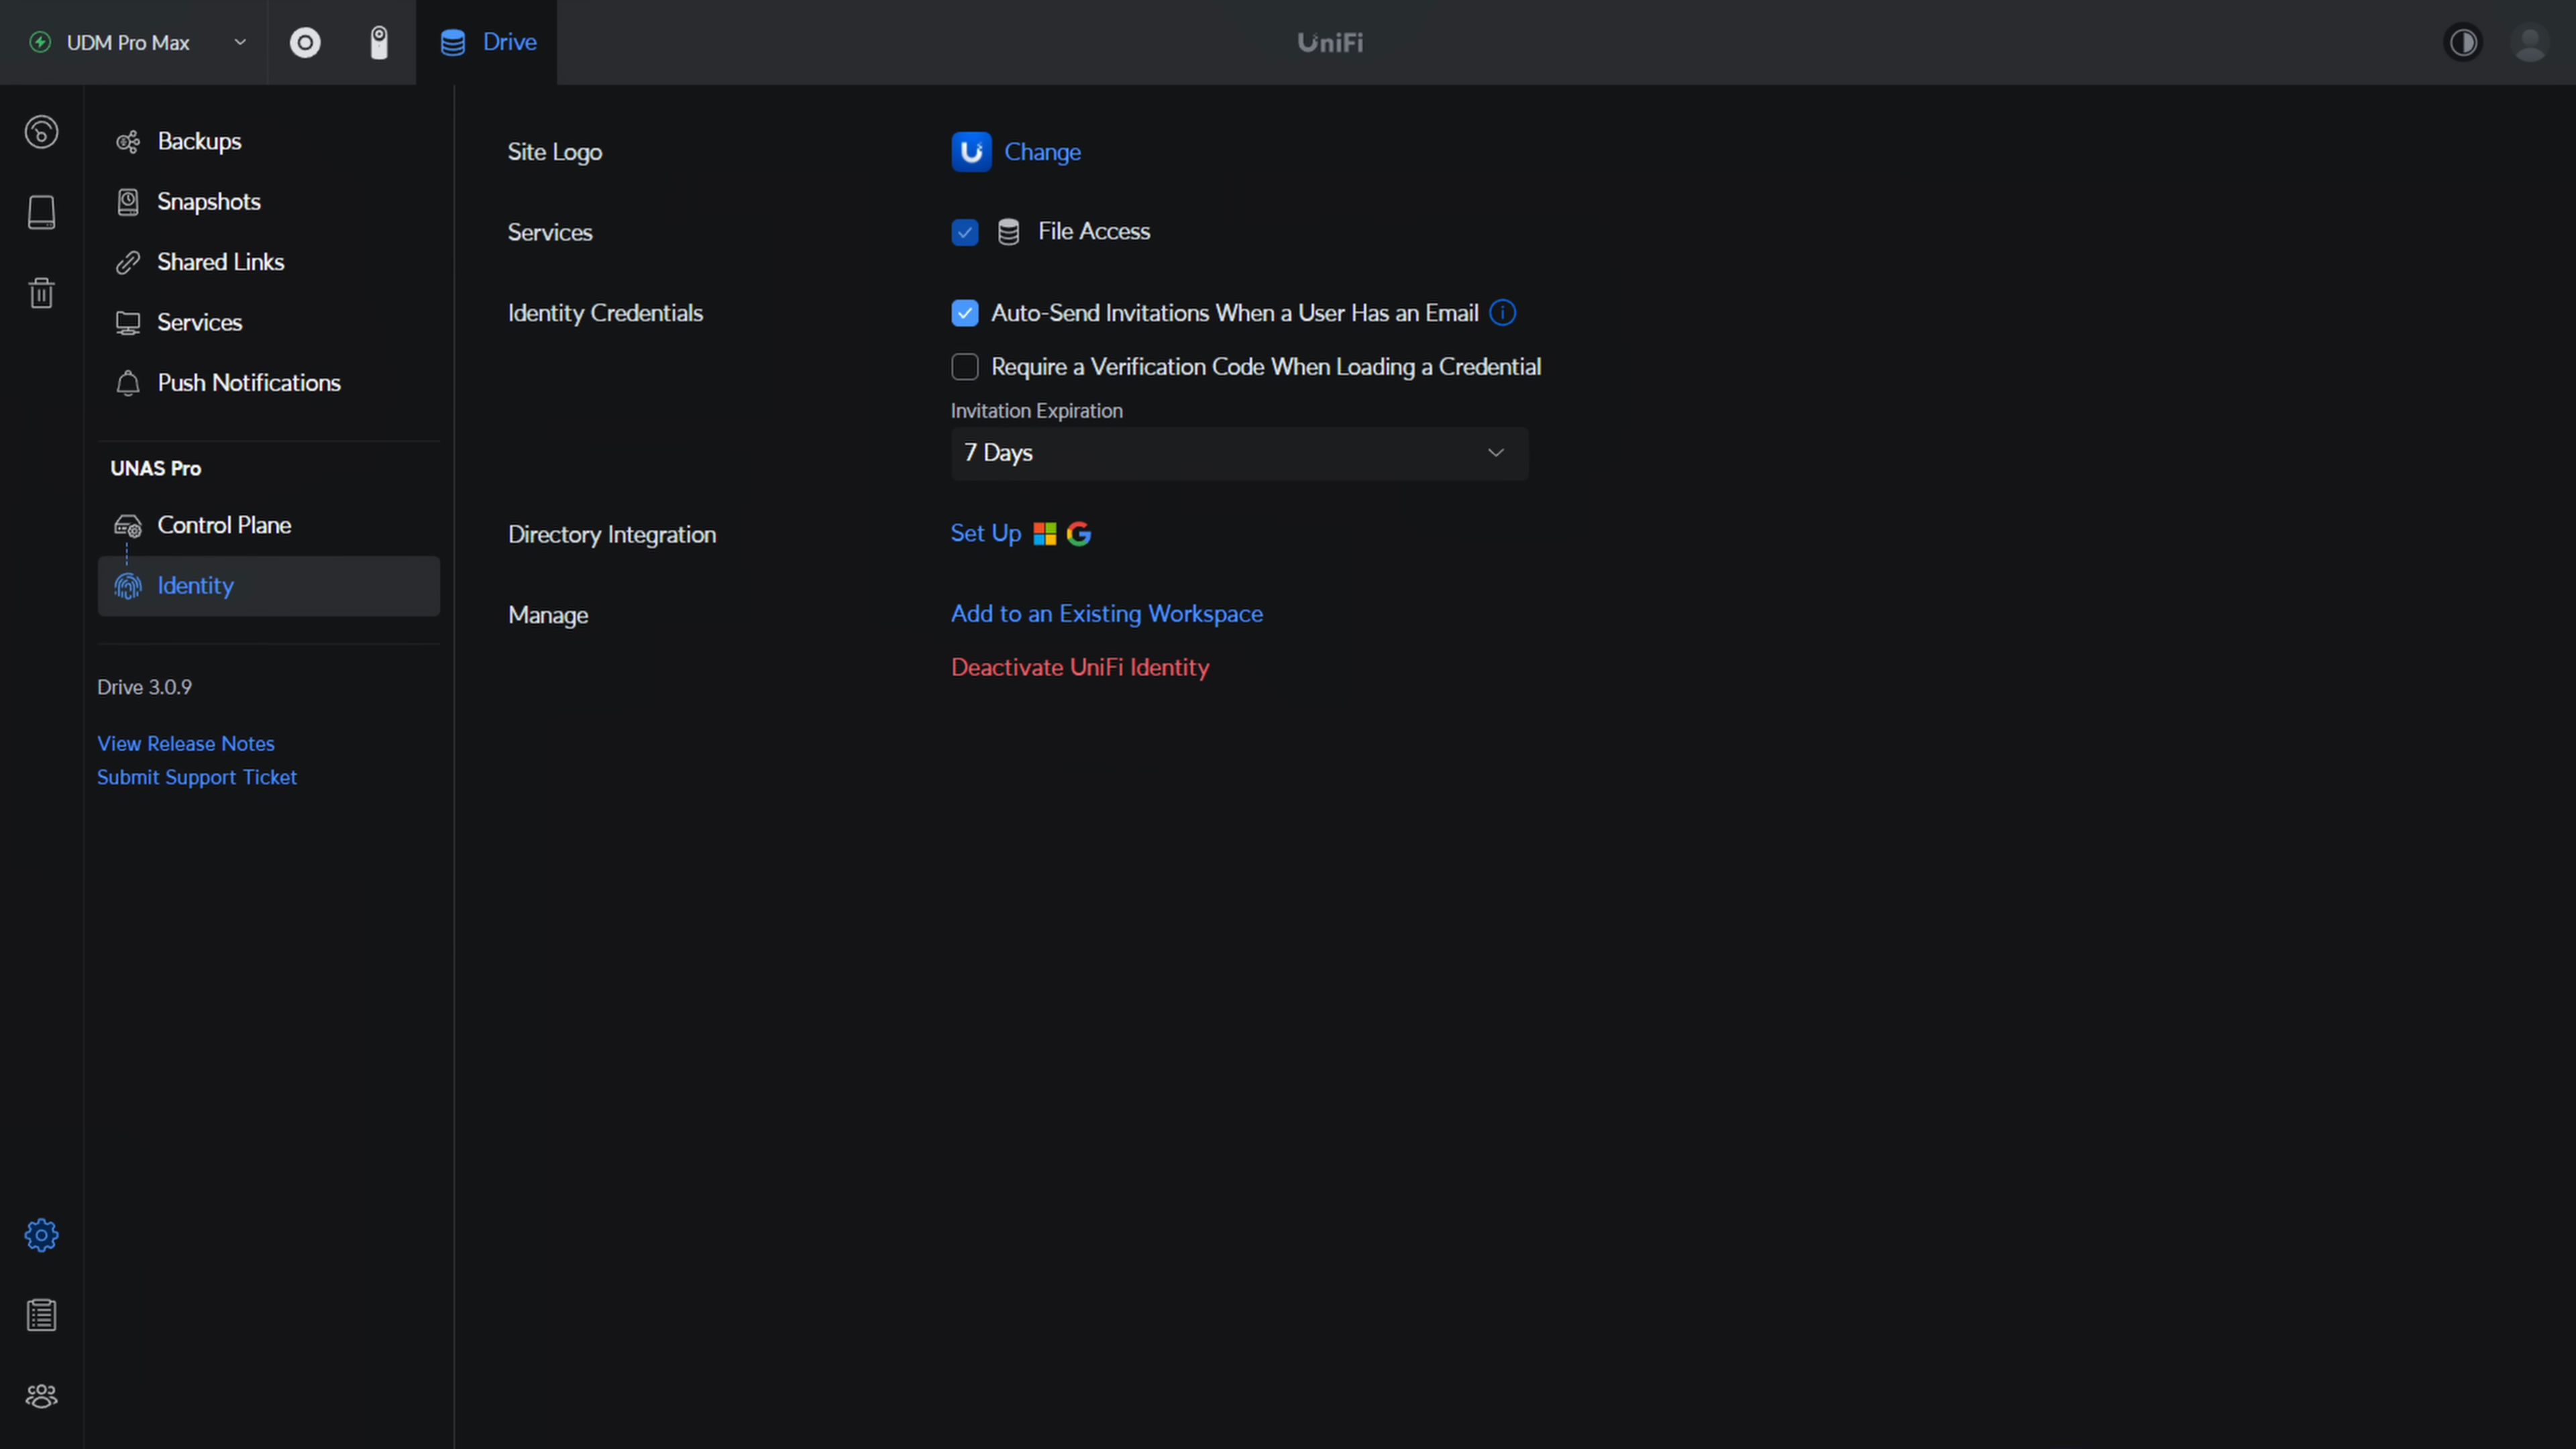 UDM Pro Max
Drive
UniFi
Backups
Snapshots
Shared Links
Services
Push Notifications
UNAS Pro
Control Plane
Identity
Drive 3.0.9
View Release Notes
Submit Support Ticket
Site Logo
Change
Services
File Access
Identity Credentials
Auto-Send Invitations When a User Has an Email
Require a Verification Code When Loading a Credential
Invitation Expiration
7 Days
Directory Integration
Set Up
Manage
Add to an Existing Workspace
Deactivate UniFi Identity